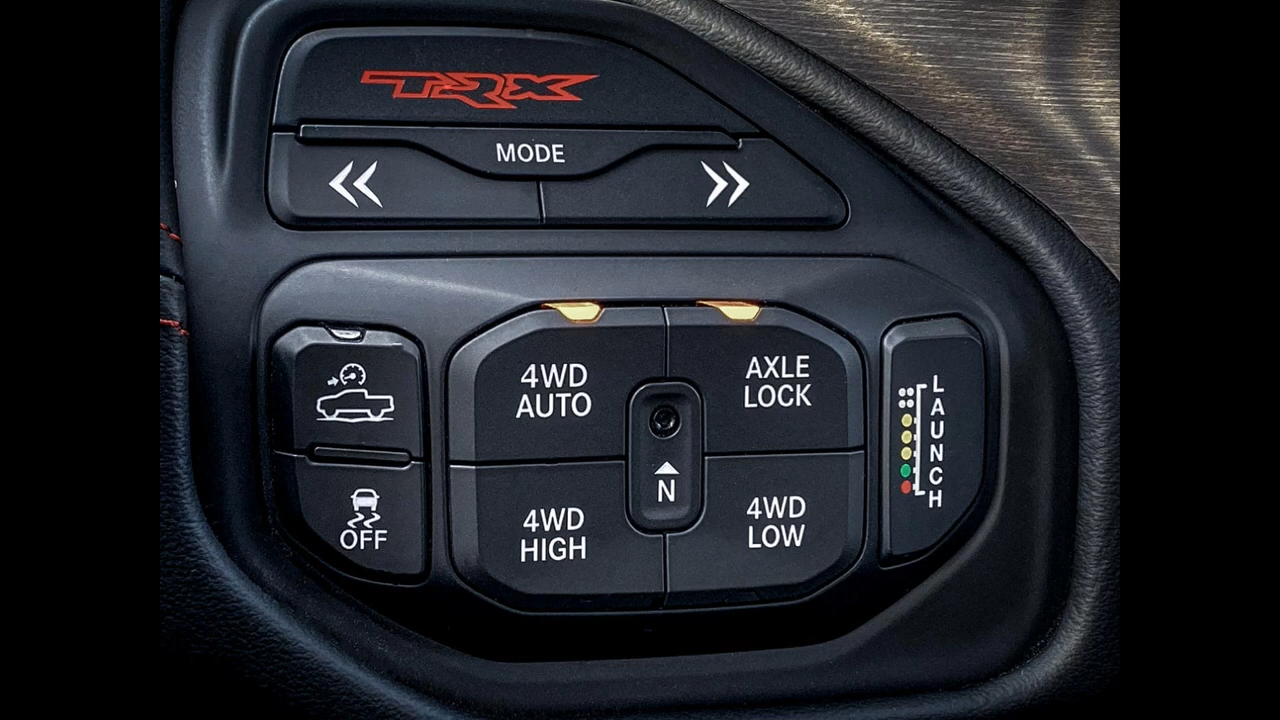 TRX
MODE
4WD
AUTO
AXLE
LOCK
4WD
HIGH
N
4WD
LOW
OFF
LAUNCH